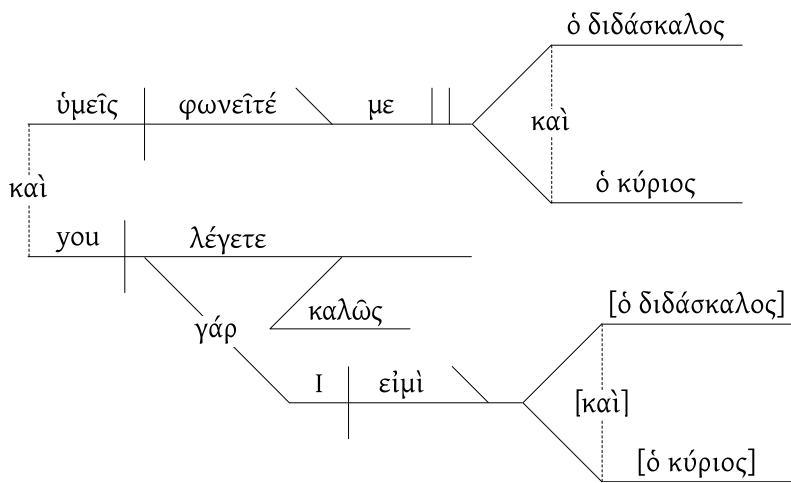 ὁ διδάσκαλος
ὑμεῖς φωνεῖτέ με
καὶ
ὁ κύριος
καὶ
you λέγετε
καλῶς
γάρ
[ὁ διδάσκαλος]
I εἰμὶ
[καὶ]
[ὁ κύριος]